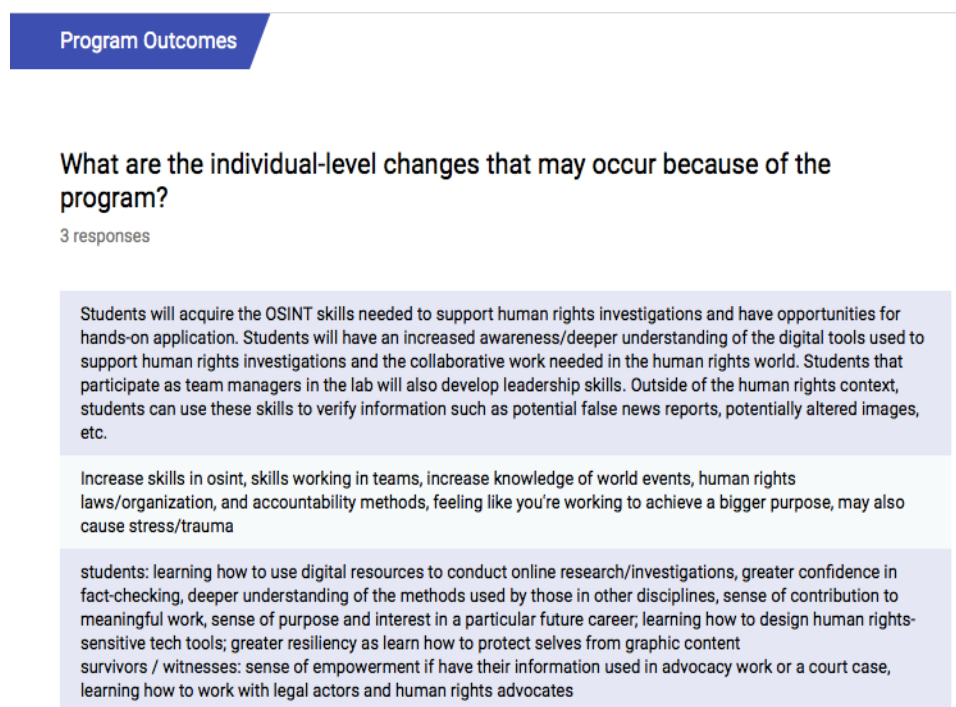 Program Outcomes
What are the individual-level changes that may occur because of the
program?
3 responses
Students will acquire the OSINT skills needed to support human rights investigations and have opportunities for
hands-on application. Students will have an increased awareness/deeper understanding of the digital tools used to
support human rights investigations and the collaborative work needed in the human rights world. Students that
participate as team managers in the lab will also develop leadership skills. Outside of the human rights context,
students can use these skills to verify information such as potential false news reports, potentially altered images,
etc.
Increase skills in osint, skills working in teams, increase knowledge of world events, human rights
laws/organization, and accountability methods, feeling like you're working to achieve a bigger purpose, may also
cause stress/trauma
students: learning how to use digital resources to conduct online research/investigations, greater confidence in
fact-checking, deeper understanding of the methods used by those in other disciplines, sense of contribution to
meaningful work, sense of purpose and interest in a particular future career; learning how to design human rights-
sensitive tech tools; greater resiliency as learn how to protect selves from graphic content
survivors / witnesses: sense of empowerment if have their information used in advocacy work or a court case,
learning how to work with legal actors and human rights advocates